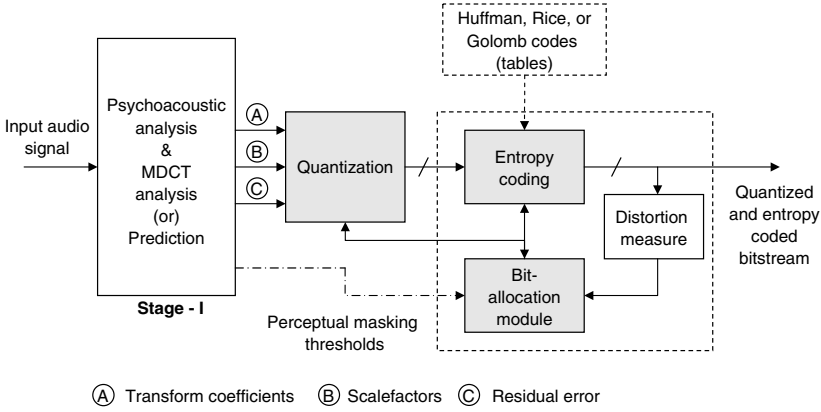 Huffman, Rice, or
Golomb codes
(tables)
Input audio
signal
Psychoacoustic
analysis
&
MDCT
analysis
(or)
Prediction
A
B
C
Quantization
Entropy
coding
Distortion
measure
Quantized
and entropy
coded
bitstream
Bit-
allocation
module
Stage - I
Perceptual masking
thresholds
A Transform coefficients B Scalefactors C Residual error